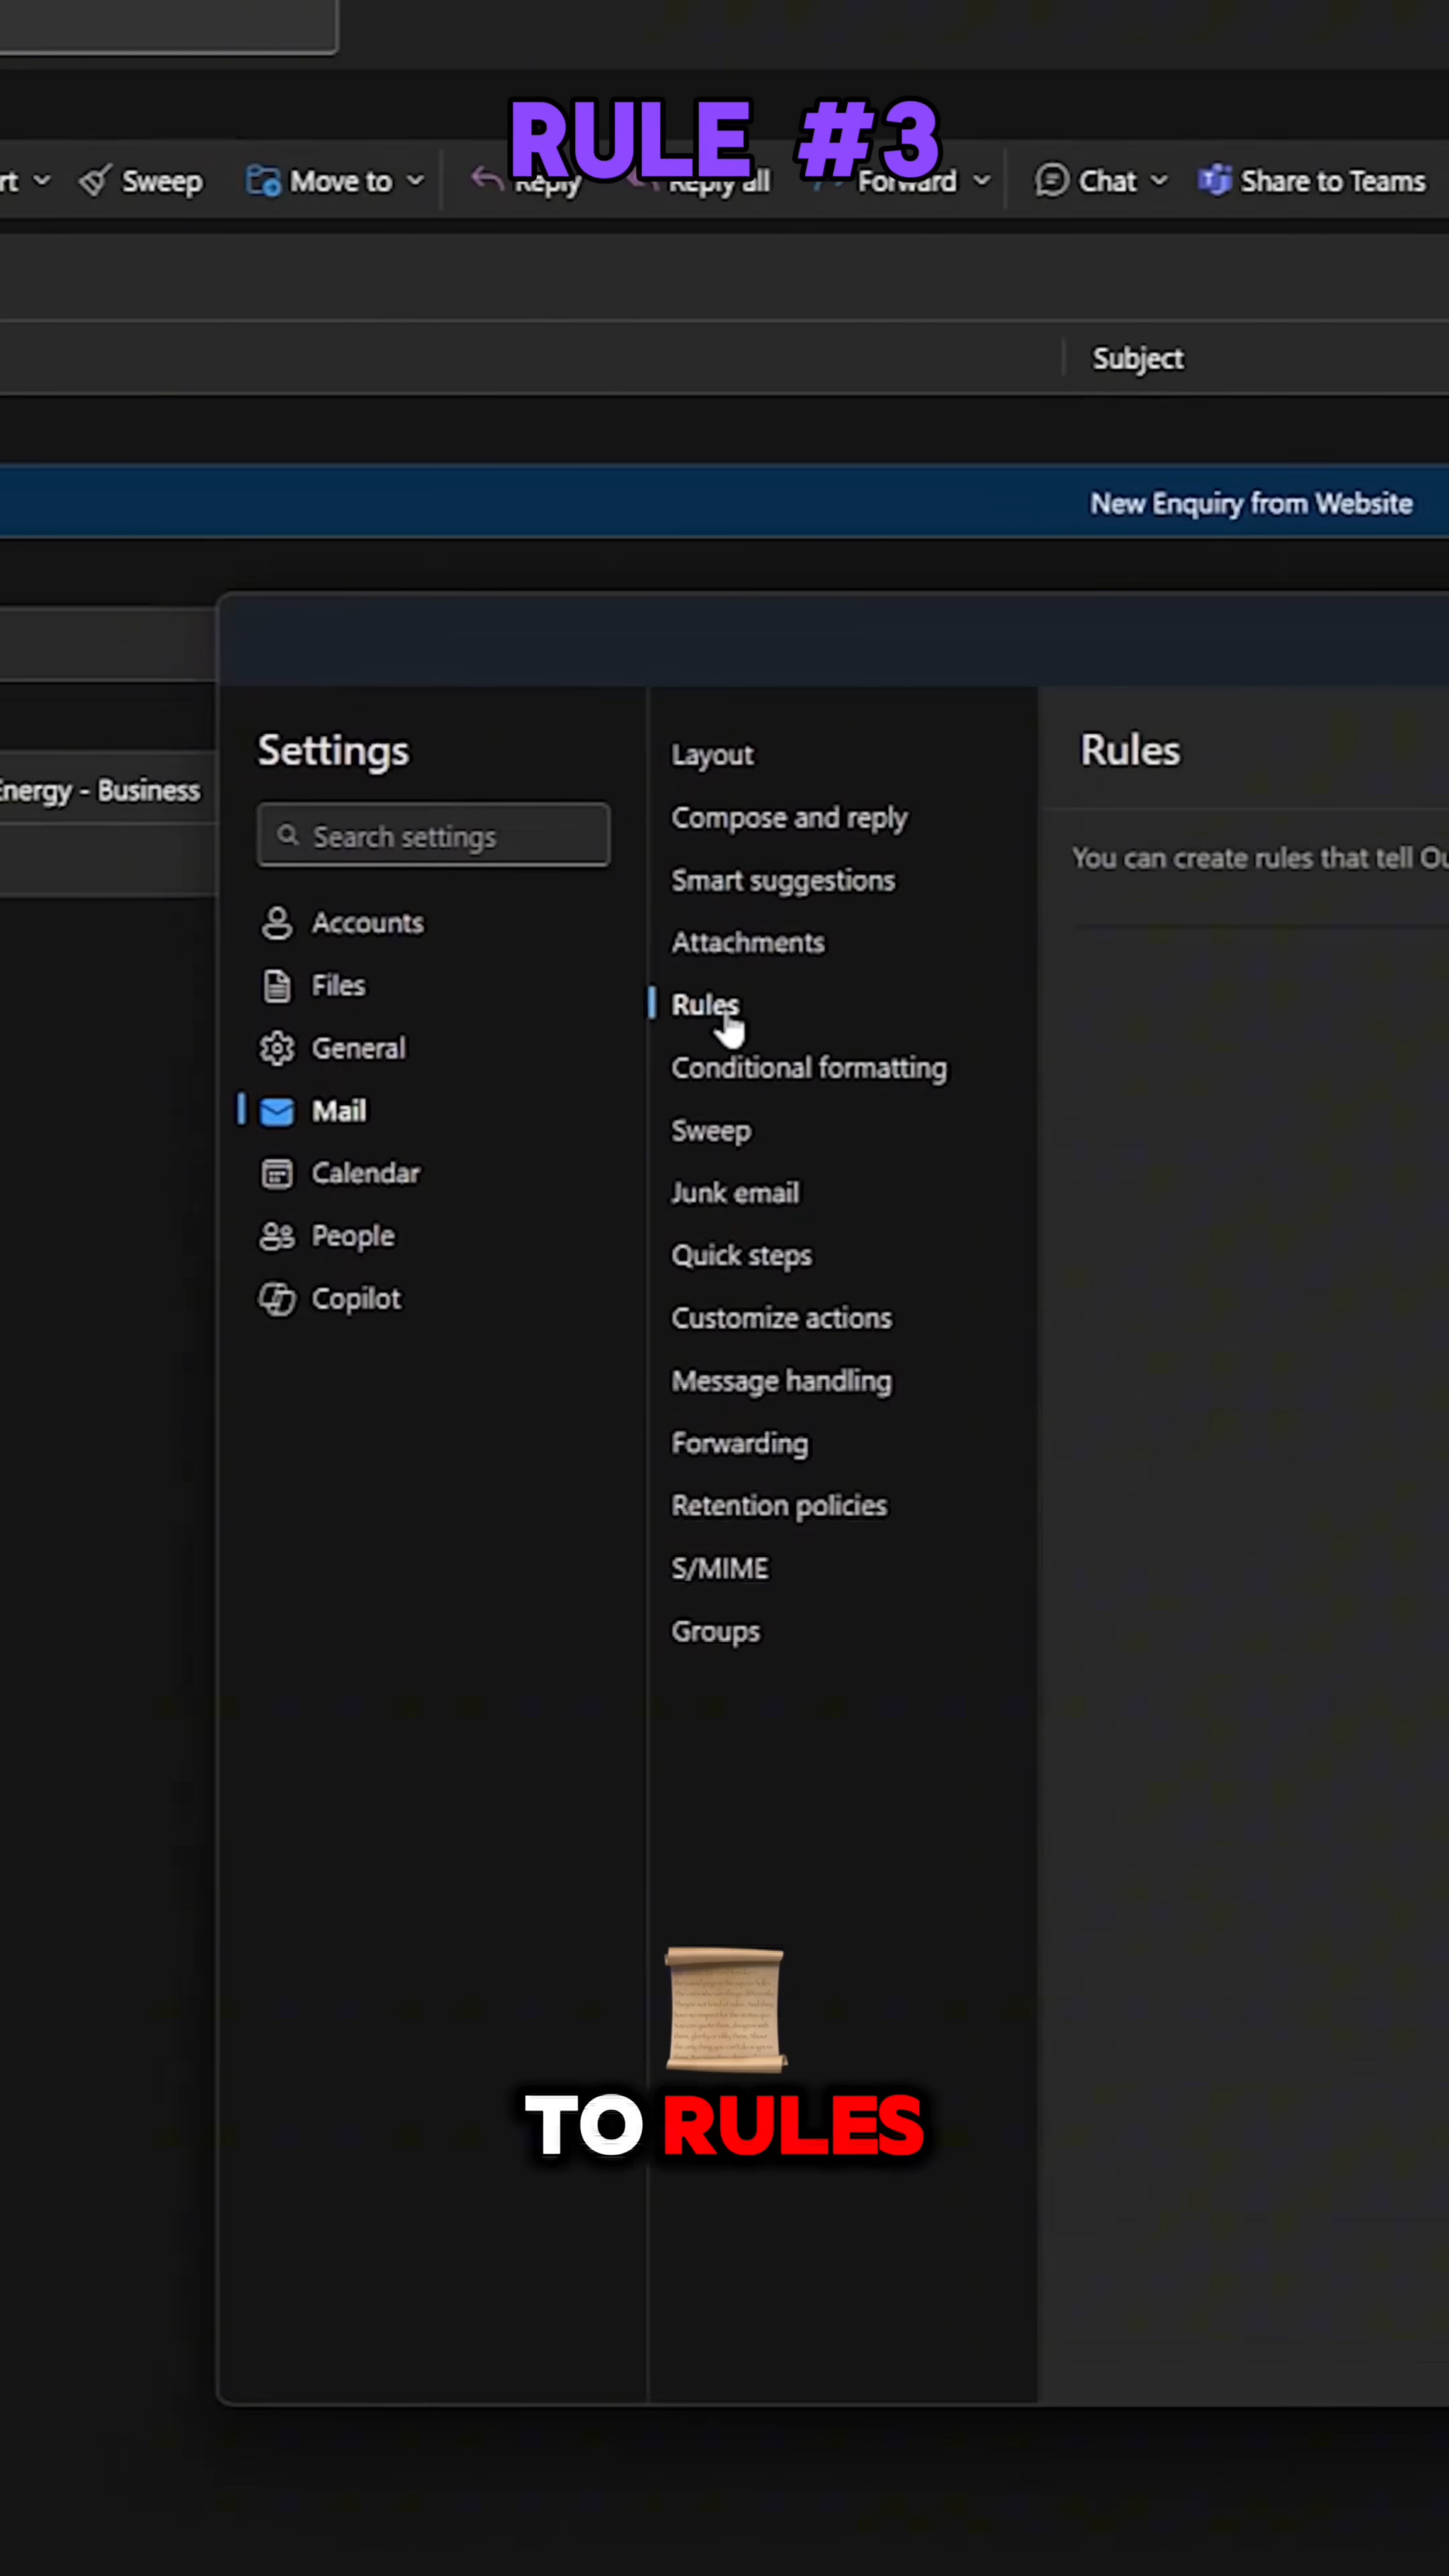 RULE #3
Sweep Move to Reply Reply all Forward Chat Share to Teams
Subject
New Enquiry from Website
Energy - Business
Settings
Search settings
Accounts
Files
General
Mail
Calendar
People
Copilot
Layout
Compose and reply
Smart suggestions
Attachments
Rules
Conditional formatting
Sweep
Junk email
Quick steps
Customize actions
Message handling
Forwarding
Retention policies
S/MIME
Groups
Rules
You can create rules that tell Ou
TO RULES